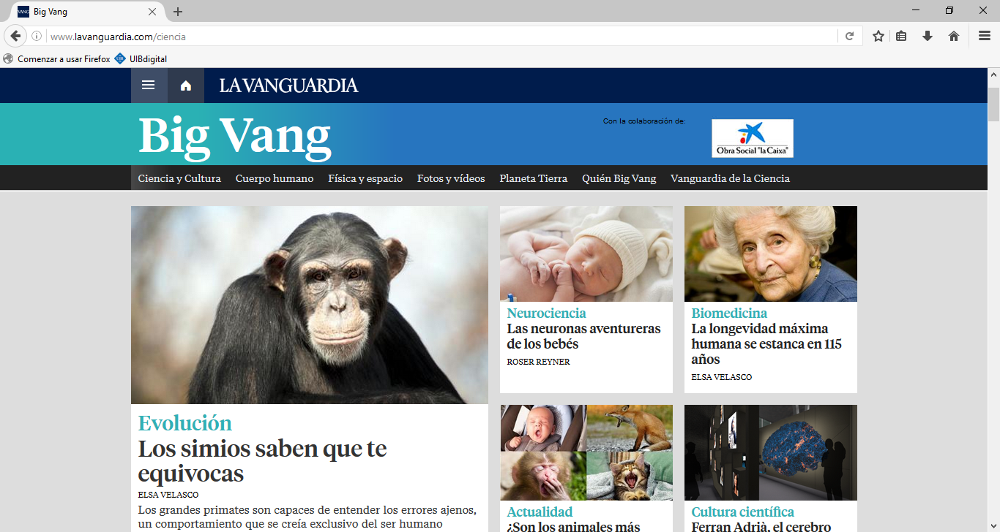 VANG Big Vang
www.lavanguardia.com/ciencia
Comenzar a usar Firefox UIBdigital
LA VANGUARDIA
Big Vang
Con la colaboración de:
Obra Social "la Caixa"
Ciencia y Cultura Cuerpo humano Física y espacio Fotos y vídeos Planeta Tierra Quién Big Vang Vanguardia de la Ciencia
Evolución
Los simios saben que te
equivocas
ELSA VELASCO
Los grandes primates son capaces de entender los errores ajenos,
un comportamiento que se creía exclusivo del ser humano
Neurociencia
Las neuronas aventureras
de los bebés
ROSER REYNER
Biomedicina
La longevidad máxima
humana se estanca en 115
años
ELSA VELASCO
Actualidad
¿Son los animales más
Cultura científica
Ferran Adrià, el cerebro